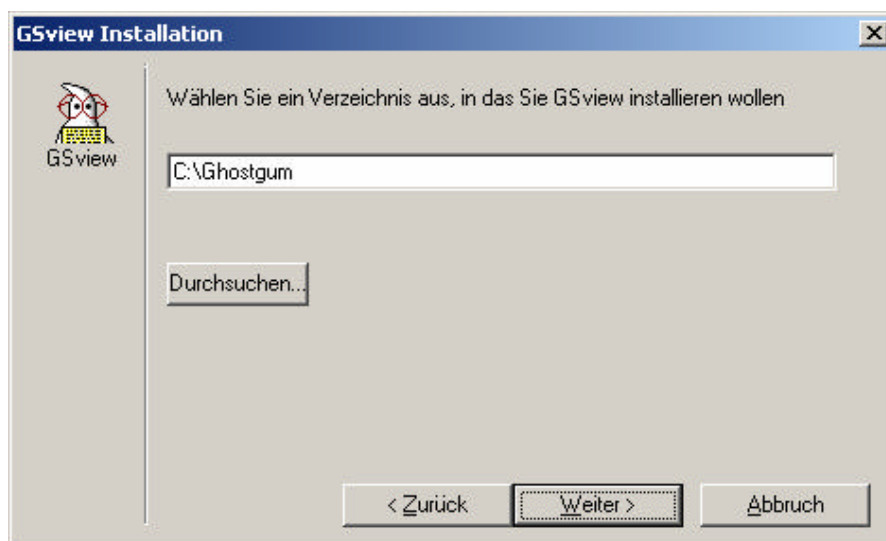 GSview Installation
GSview
Wählen Sie ein Verzeichnis aus, in das Sie GSview installieren wollen
C:\Ghostgum
Durchsuchen...
< Zurück
Weiter >
Abbruch